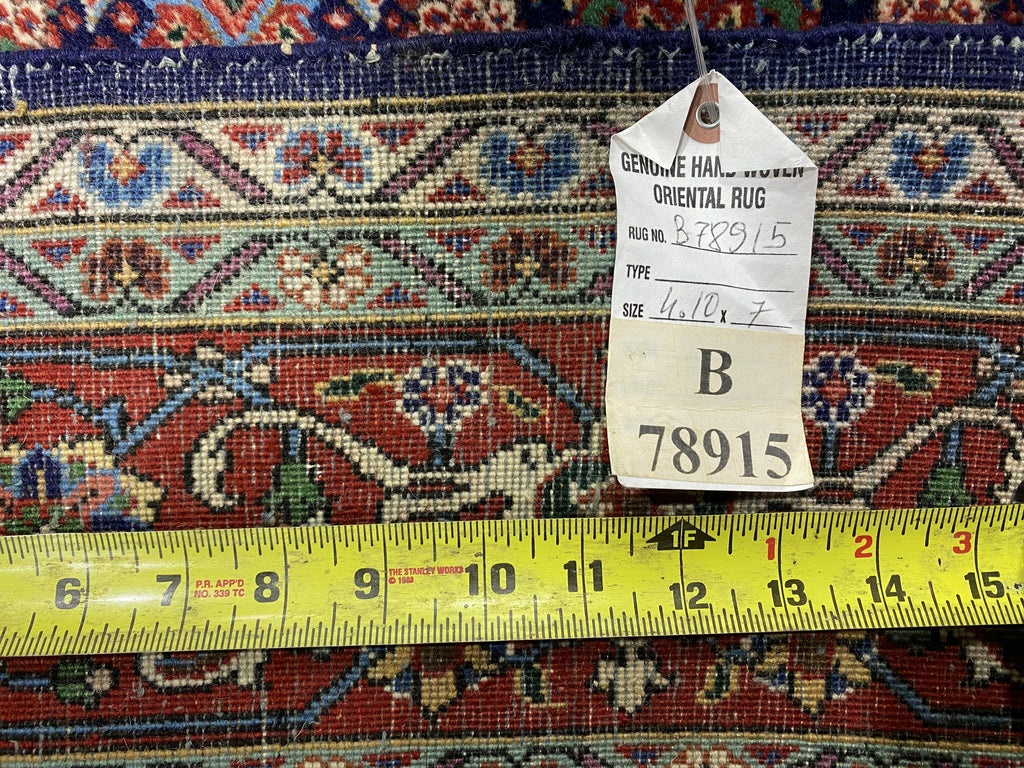 GENUINE HAND WOVEN
ORIENTAL RUG
RUG NO. B78915
TYPE
SIZE 4.10 x 7
B
78915
1F
1 2 3
6 7 8 9 10 11 12 13 14 15
P.R. APP'D
NO. 339 TC
THE STANLEY WORKS
© 1988